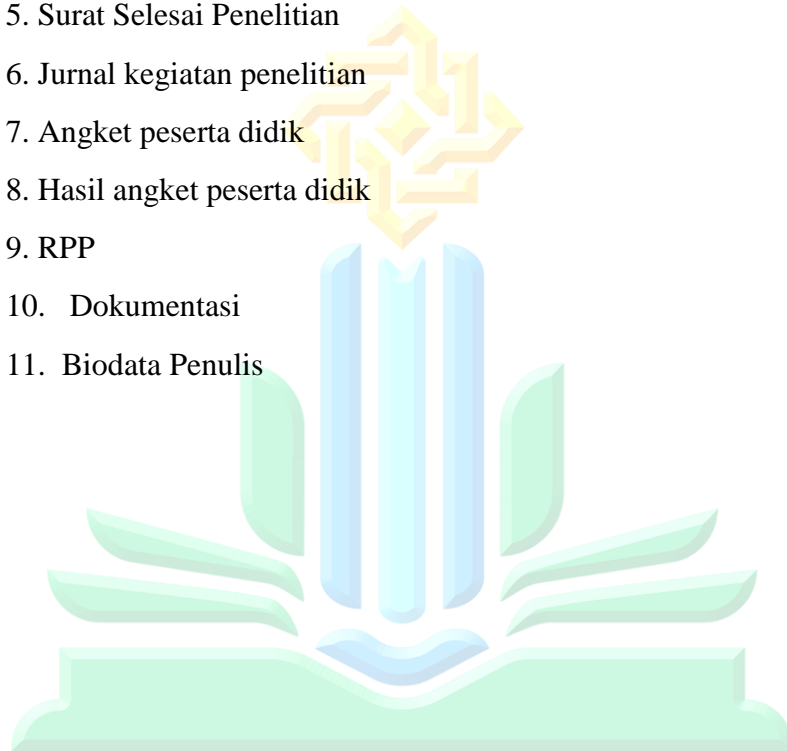 5. Surat Selesai Penelitian
6. Jurnal kegiatan penelitian
7. Angket peserta didik
8. Hasil angket peserta didik
9. RPP
10. Dokumentasi
11. Biodata Penulis